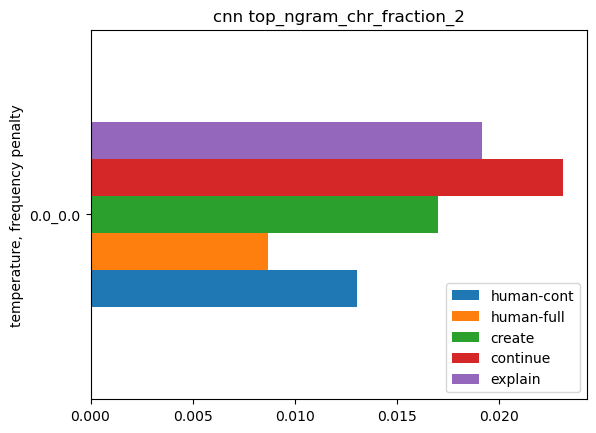 cnn top_ngram_chr_fraction_2
temperature, frequency penalty
0.0_0.0
human-cont
human-full
create
continue
explain
0.000 0.005 0.010 0.015 0.020